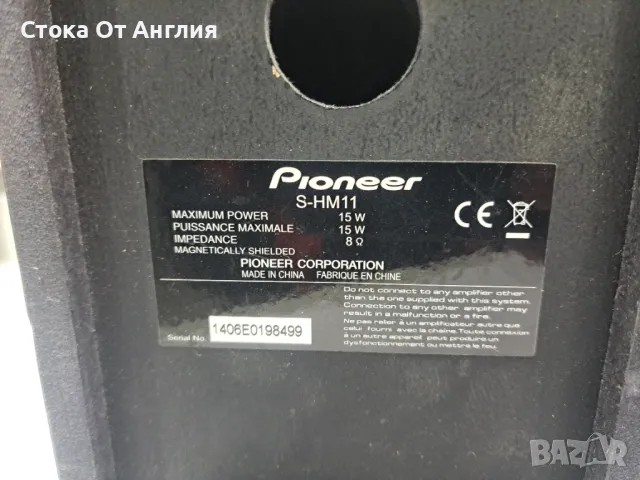 Стока От Англия
Pioneer
S-HM11
MAXIMUM POWER 15 W
PUISSANCE MAXIMALE 15 W
IMPEDANCE 8 Ω
MAGNETICALLY SHIELDED
PIONEER CORPORATION
MADE IN CHINA FABRIQUE EN CHINE
CE
Do not connect to any amplifier other
than the one supplied with this system.
Connection to any other amplifier may
result in a malfunction or s fire.
Ne pas relier à un amplificateur autre que
celui fourni avec la chaîne. Toute connexion
à un autre appareil peut produire un
dysfonctionnement du mettre le feu.
Serial No. 1406E0198499
BAZAR